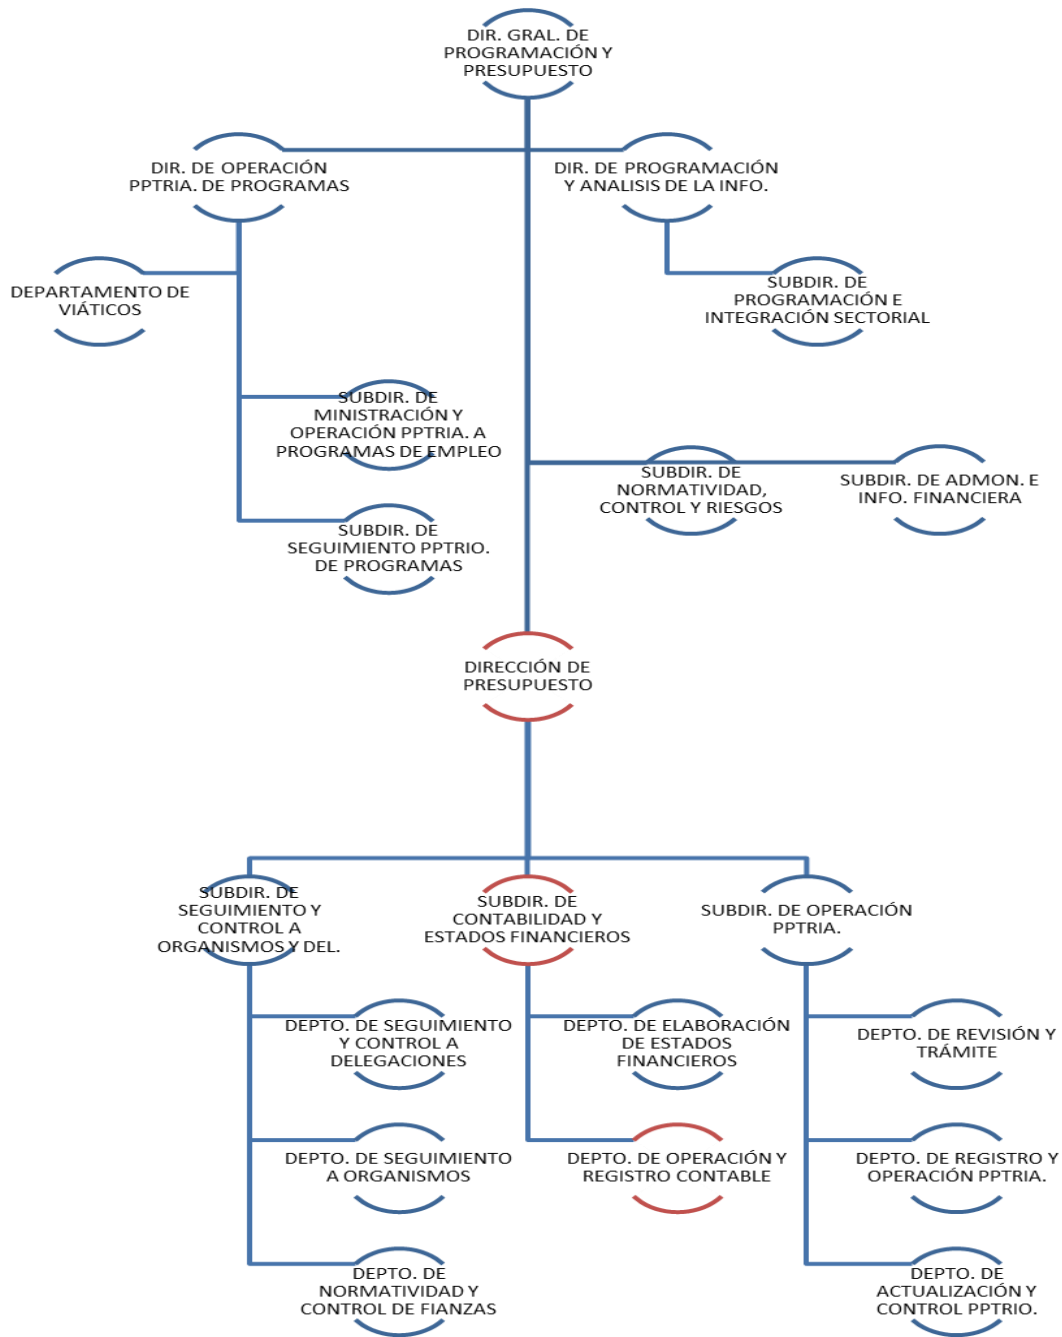 DIR. GRAL. DE
PROGRAMACIÓN Y
PRESUPUESTO
DIR. DE OPERACIÓN
PPTRIA. DE PROGRAMAS
DIR. DE PROGRAMACIÓN
Y ANALISIS DE LA INFO.
DEPARTAMENTO DE
VIÁTICOS
SUBDIR. DE
PROGRAMACIÓN E
INTEGRACIÓN SECTORIAL
SUBDIR. DE
MINISTRACIÓN Y
OPERACIÓN PPTRIA. A
PROGRAMAS DE EMPLEO
SUBDIR. DE
NORMATIVIDAD,
CONTROL Y RIESGOS
SUBDIR. DE ADMON. E
INFO. FINANCIERA
SUBDIR. DE
SEGUIMIENTO PPTRIO.
DE PROGRAMAS
DIRECCIÓN DE
PRESUPUESTO
SUBDIR. DE
SEGUIMIENTO Y
CONTROL A
ORGANISMOS Y DEL.
SUBDIR. DE
CONTABILIDAD Y
ESTADOS FINANCIEROS
SUBDIR. DE OPERACIÓN
PPTRIA.
DEPTO. DE SEGUIMIENTO
Y CONTROL A
DELEGACIONES
DEPTO. DE ELABORACIÓN
DE ESTADOS
FINANCIEROS
DEPTO. DE REVISIÓN Y
TRÁMITE
DEPTO. DE SEGUIMIENTO
A ORGANISMOS
DEPTO. DE OPERACIÓN Y
REGISTRO CONTABLE
DEPTO. DE REGISTRO Y
OPERACIÓN PPTRIA.
DEPTO. DE
NORMATIVIDAD Y
CONTROL DE FIANZAS
DEPTO. DE
ACTUALIZACIÓN Y
CONTROL PPTRIO.